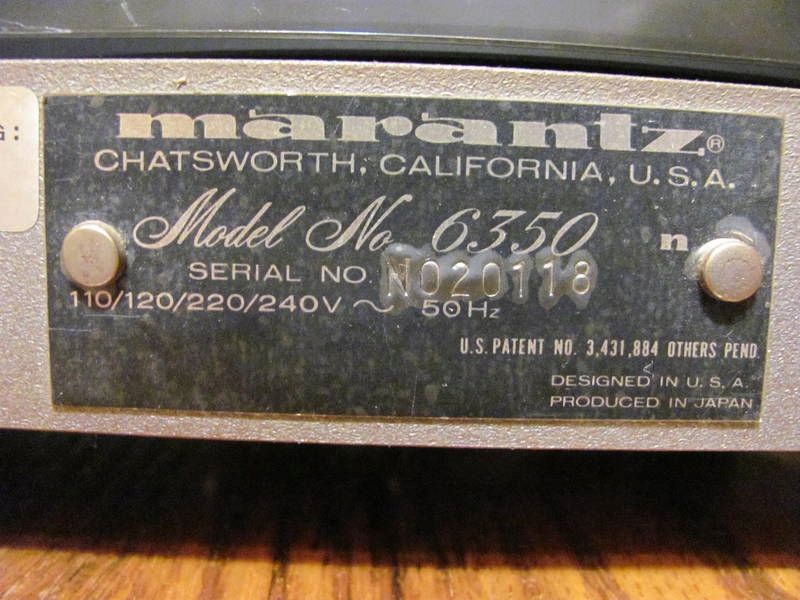 G:
marantz®
CHATSWORTH, CALIFORNIA, U.S.A.
Model No. 6350 n
SERIAL NO. N020118
110/120/220/240V ~ 50Hz
U.S. PATENT NO. 3,431,884 OTHERS PEND.
DESIGNED IN U.S.A.
PRODUCED IN JAPAN